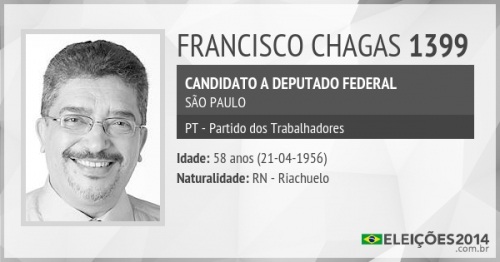 FRANCISCO CHAGAS 1399
CANDIDATO A DEPUTADO FEDERAL
SÃO PAULO
PT - Partido dos Trabalhadores
Idade: 58 anos (21-04-1956)
Naturalidade: RN - Riachuelo
ELEIÇÕES2014
.com.br